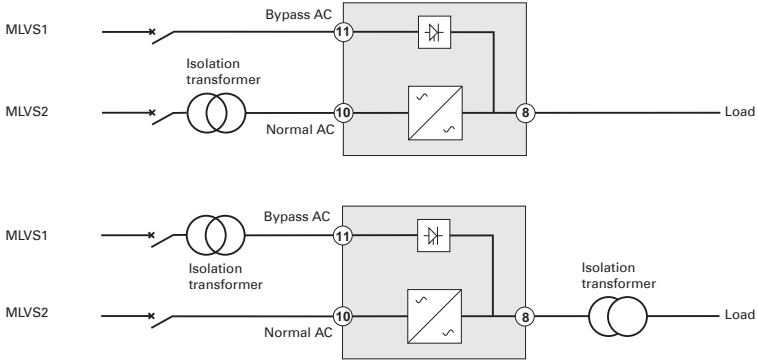 Bypass AC
MLVS1
11
Isolation
transformer
MLVS2
10
8
Load
Normal AC
Bypass AC
MLVS1
11
Isolation
transformer
Isolation
transformer
MLVS2
10
8
Load
Normal AC